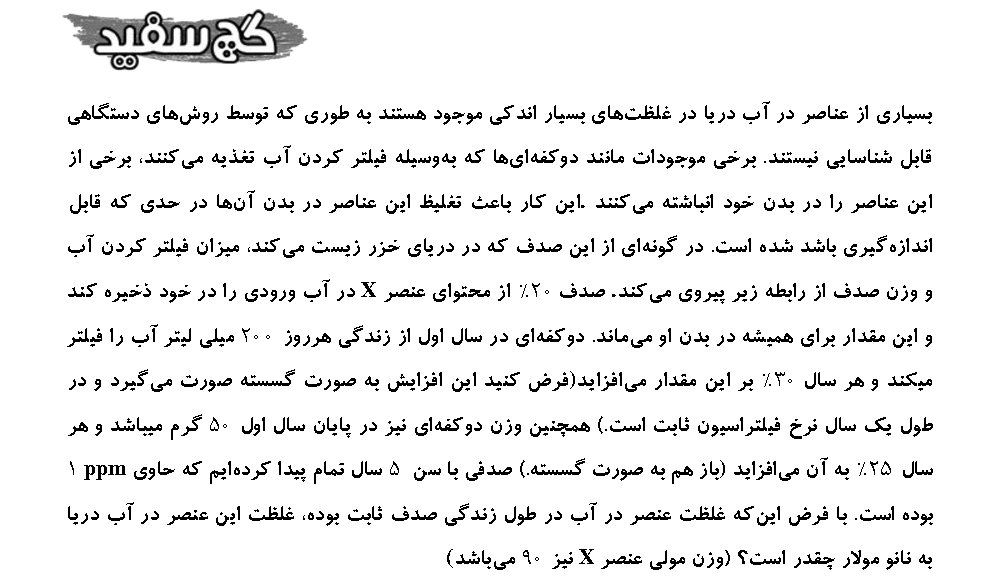 گچ سفید
بسیاری از عناصر در آب دریا در غلظت‌های بسیار اندکی موجود هستند به طوری که توسط روش‌های دستگاهی
قابل شناسایی نیستند. برخی موجودات مانند دوکفه‌ای‌ها که به‌وسیله فیلتر کردن آب تغذیه می‌کنند، برخی از
این عناصر را در بدن خود انباشته می‌کنند .این کار باعث تغلیظ این عناصر در بدن آن‌ها در حدی که قابل
اندازه‌گیری باشد شده است. در گونه‌ای از این صدف که در دریای خزر زیست می‌کند، میزان فیلتر کردن آب
و وزن صدف از رابطه زیر پیروی می‌کند. صدف ۲۰٪ از محتوای عنصر X در آب ورودی را در خود ذخیره کند
و این مقدار برای همیشه در بدن او می‌ماند. دوکفه‌ای در سال اول از زندگی هرروز ۲۰۰ میلی لیتر آب را فیلتر
میکند و هر سال ۳۰٪ بر این مقدار می‌افزاید(فرض کنید این افزایش به صورت گسسته صورت می‌گیرد و در
طول یک سال نرخ فیلتراسیون ثابت است.) همچنین وزن دوکفه‌ای نیز در پایان سال اول ۵۰ گرم میباشد و هر
سال ۲۵٪ به آن می‌افزاید (باز هم به صورت گسسته.) صدفی با سن ۵ سال تمام پیدا کرده‌ایم که حاوی ۱ ppm
بوده است. با فرض این‌که غلظت عنصر در آب در طول زندگی صدف ثابت بوده، غلظت این عنصر در آب دریا
به نانو مولار چقدر است؟ (وزن مولی عنصر X نیز ۹۰ می‌باشد)